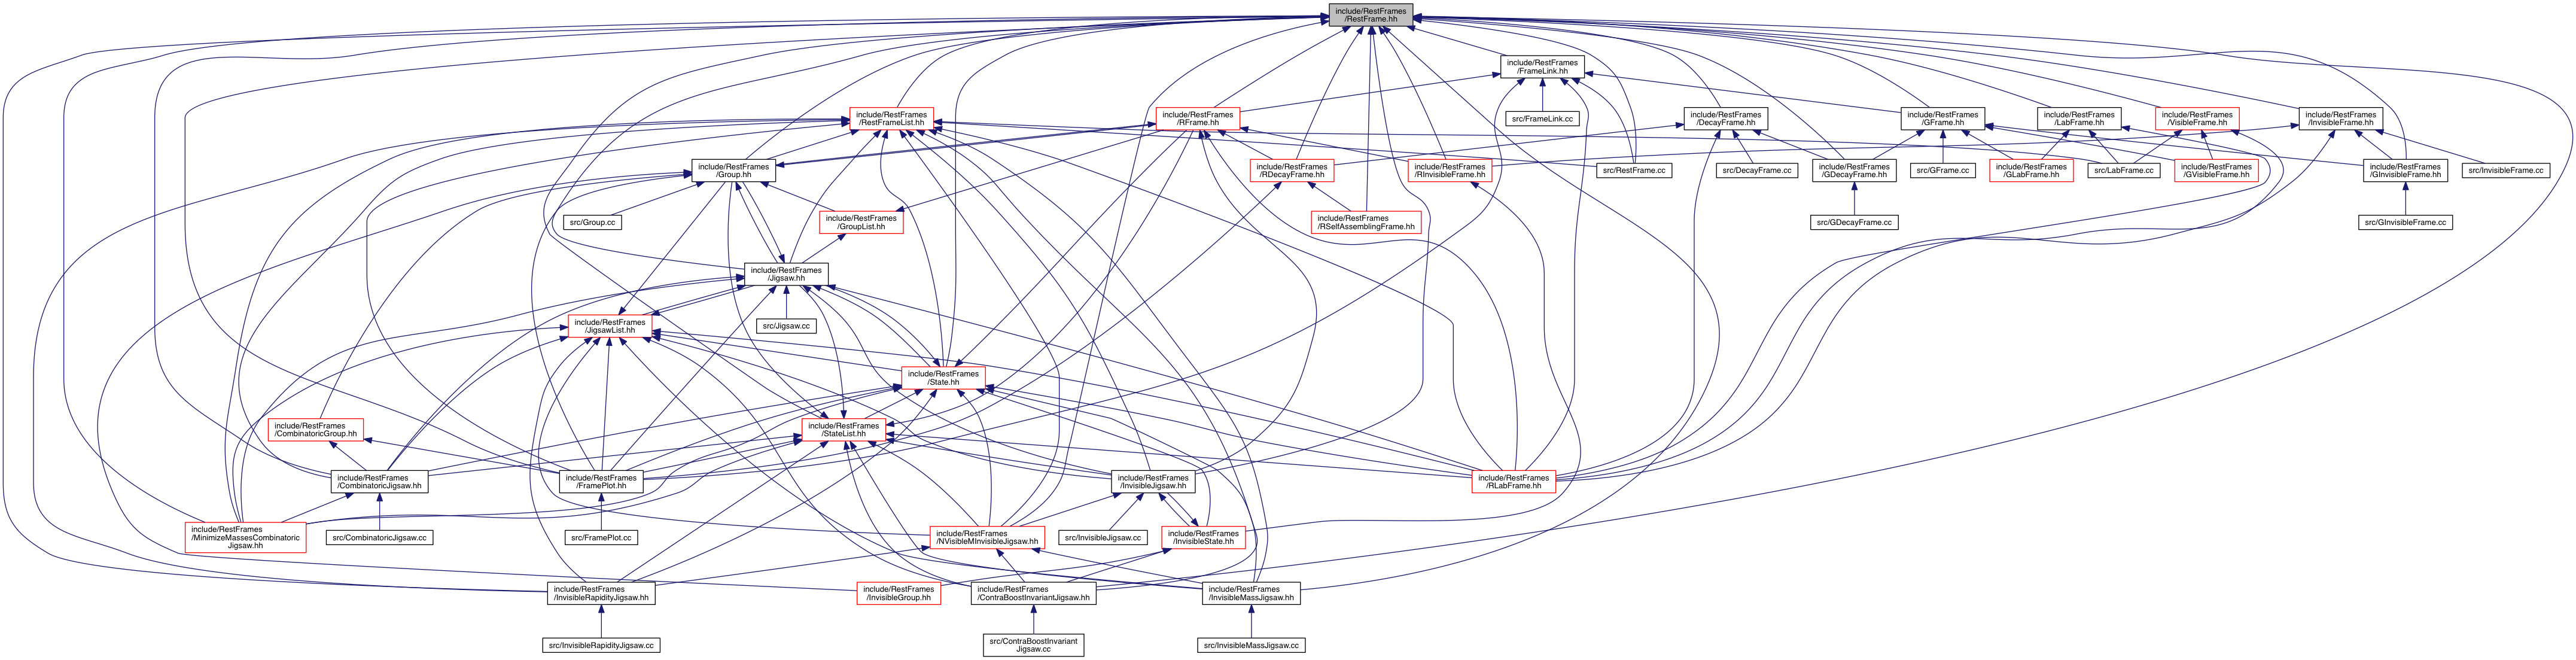 include/RestFrames
/RestFrame.hh
include/RestFrames
/FrameLink.hh
include/RestFrames
/RestFrameList.hh
include/RestFrames
/RFrame.hh
src/FrameLink.cc
include/RestFrames
/DecayFrame.hh
include/RestFrames
/GFrame.hh
include/RestFrames
/LabFrame.hh
include/RestFrames
/VisibleFrame.hh
include/RestFrames
/InvisibleFrame.hh
include/RestFrames
/Group.hh
include/RestFrames
/RDecayFrame.hh
include/RestFrames
/RInvisibleFrame.hh
src/RestFrame.cc
src/DecayFrame.cc
include/RestFrames
/GDecayFrame.hh
src/GFrame.cc
include/RestFrames
/GLabFrame.hh
src/LabFrame.cc
include/RestFrames
/GVisibleFrame.hh
include/RestFrames
/GInvisibleFrame.hh
src/InvisibleFrame.cc
src/Group.cc
include/RestFrames
/GroupList.hh
include/RestFrames
/RSelfAssemblingFrame.hh
src/GDecayFrame.cc
src/GInvisibleFrame.cc
include/RestFrames
/Jigsaw.hh
include/RestFrames
/JigsawList.hh
src/Jigsaw.cc
include/RestFrames
/State.hh
include/RestFrames
/CombinatoricGroup.hh
include/RestFrames
/StateList.hh
include/RestFrames
/CombinatoricJigsaw.hh
include/RestFrames
/FramePlot.hh
include/RestFrames
/InvisibleJigsaw.hh
include/RestFrames
/RLabFrame.hh
include/RestFrames
/MinimizeMassesCombinatoric
Jigsaw.hh
src/CombinatoricJigsaw.cc
src/FramePlot.cc
include/RestFrames
/NVisibleMInvisibleJigsaw.hh
src/InvisibleJigsaw.cc
include/RestFrames
/InvisibleState.hh
include/RestFrames
/InvisibleRapidityJigsaw.hh
include/RestFrames
/InvisibleGroup.hh
include/RestFrames
/ContraBoostInvariantJigsaw.hh
include/RestFrames
/InvisibleMassJigsaw.hh
src/InvisibleRapidityJigsaw.cc
src/ContraBoostInvariant
Jigsaw.cc
src/InvisibleMassJigsaw.cc